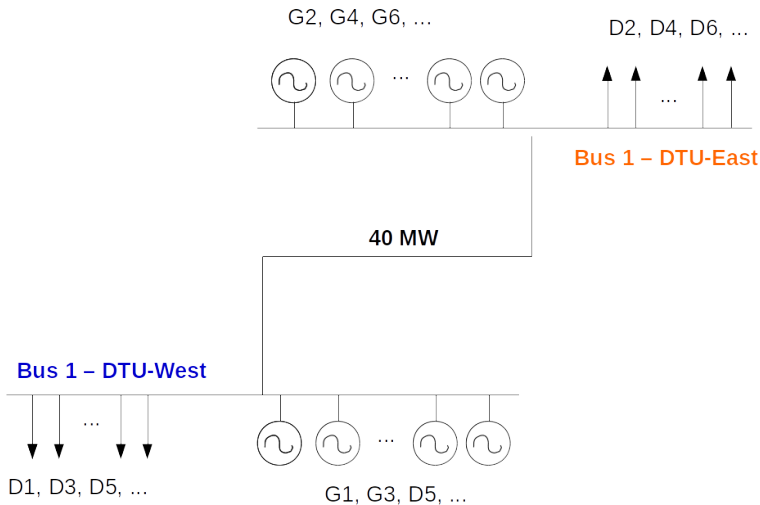 G2, G4, G6, ...
D2, D4, D6, ...
...
...
Bus 1 – DTU-East
40 MW
Bus 1 – DTU-West
...
...
D1, D3, D5, ...
G1, G3, D5, ...